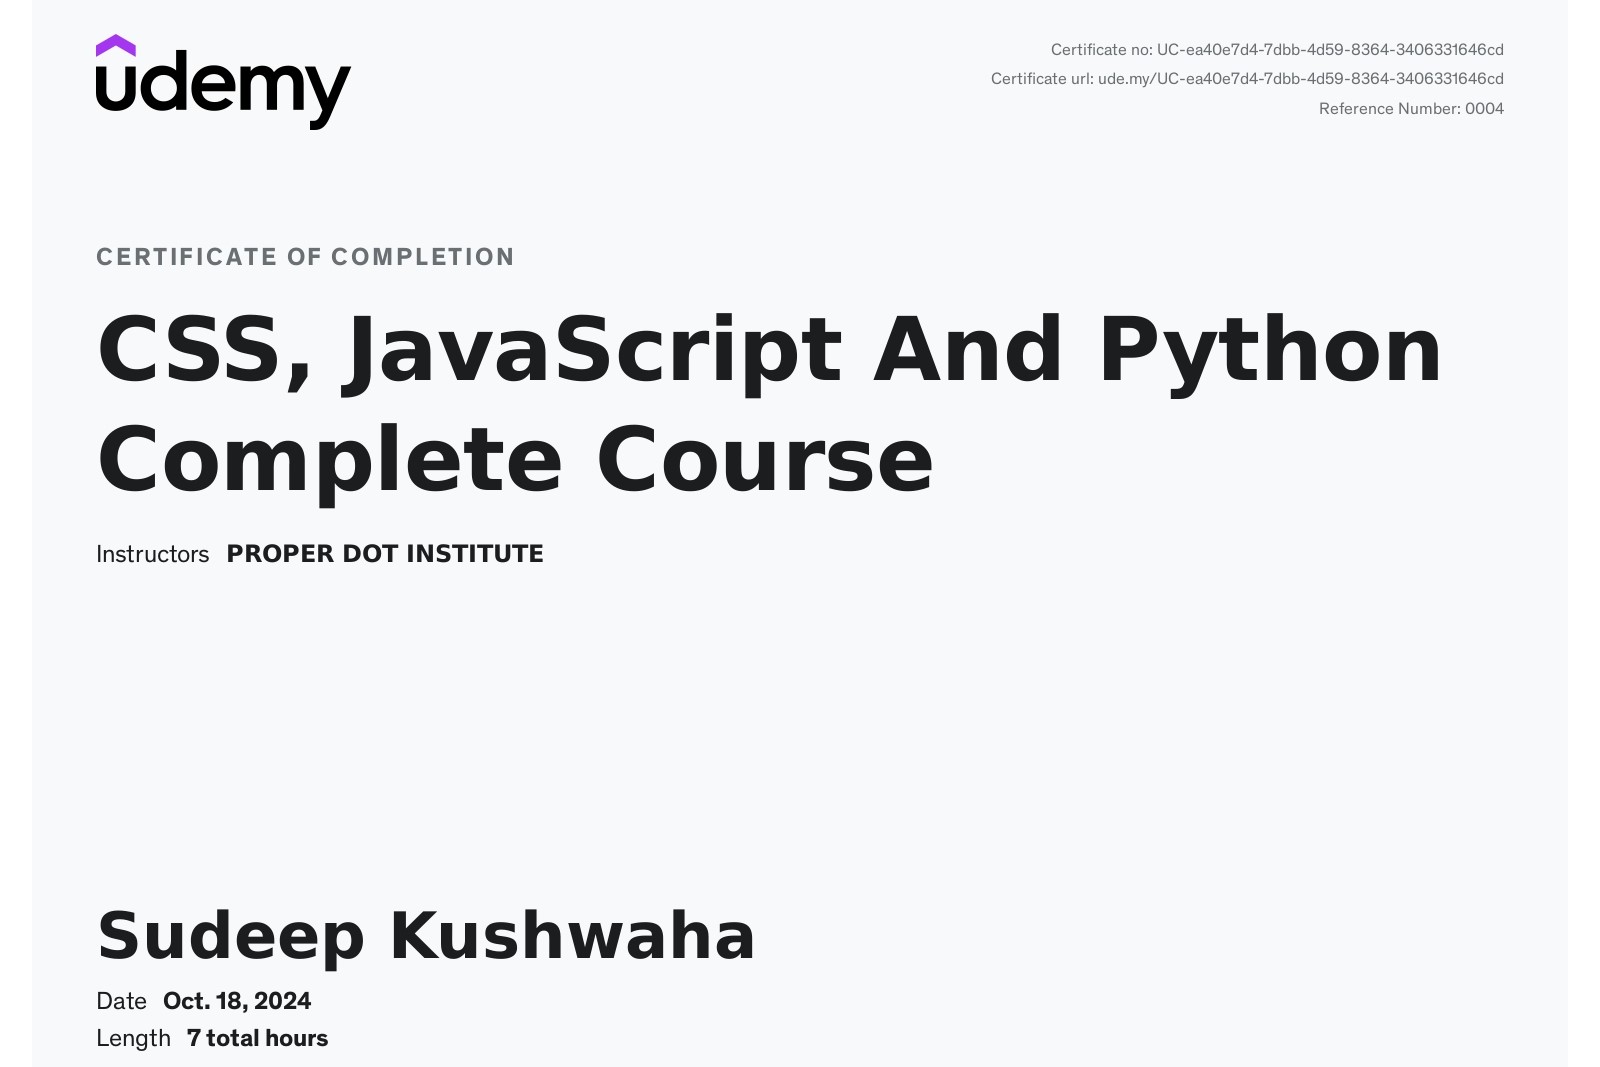 udemy
Certificate no: UC-ea40e7d4-7dbb-4d59-8364-3406331646cd
Certificate url: ude.my/UC-ea40e7d4-7dbb-4d59-8364-3406331646cd
Reference Number: 0004
CERTIFICATE OF COMPLETION
CSS, JavaScript And Python
Complete Course
Instructors PROPER DOT INSTITUTE
Sudeep Kushwaha
Date Oct. 18, 2024
Length 7 total hours